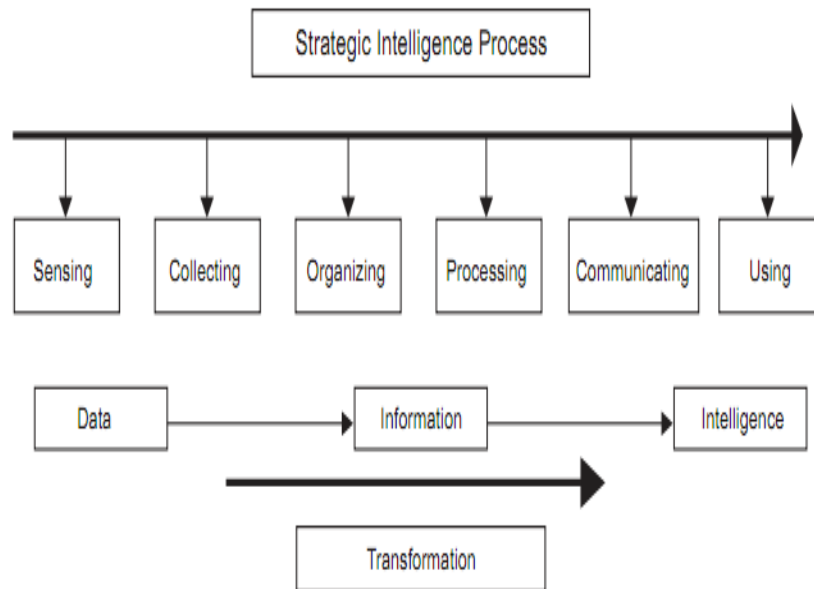 Strategic Intelligence Process
Sensing
Collecting
Organizing
Processing
Communicating
Using
Data
Information
Intelligence
Transformation